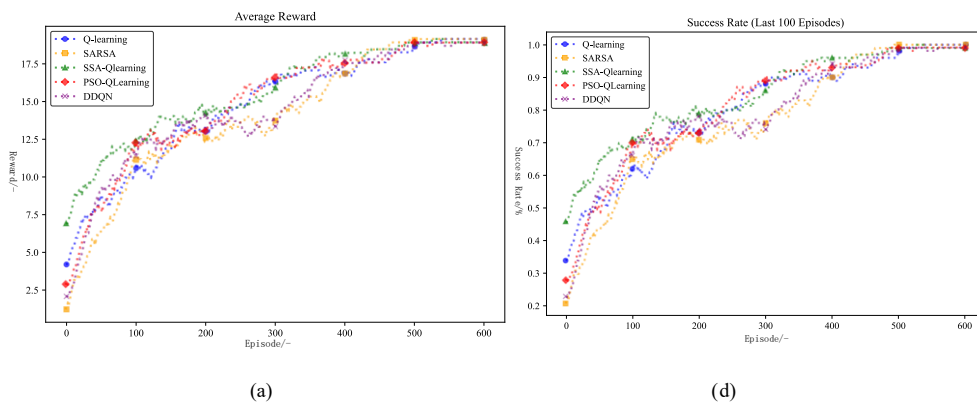 Average Reward
Q-learning
SARSA
SSA-Qlearning
PSO-QLearning
DDQN
Reward/-
17.5
15.0
12.5
10.0
7.5
5.0
2.5
0 100 200 300 400 500 600
Episode/-
(a)
Success Rate (Last 100 Episodes)
Q-learning
SARSA
SSA-Qlearning
PSO-QLearning
DDQN
Success Rate/%
1.0
0.9
0.8
0.7
0.6
0.5
0.4
0.3
0.2
0 100 200 300 400 500 600
Episode/-
(d)